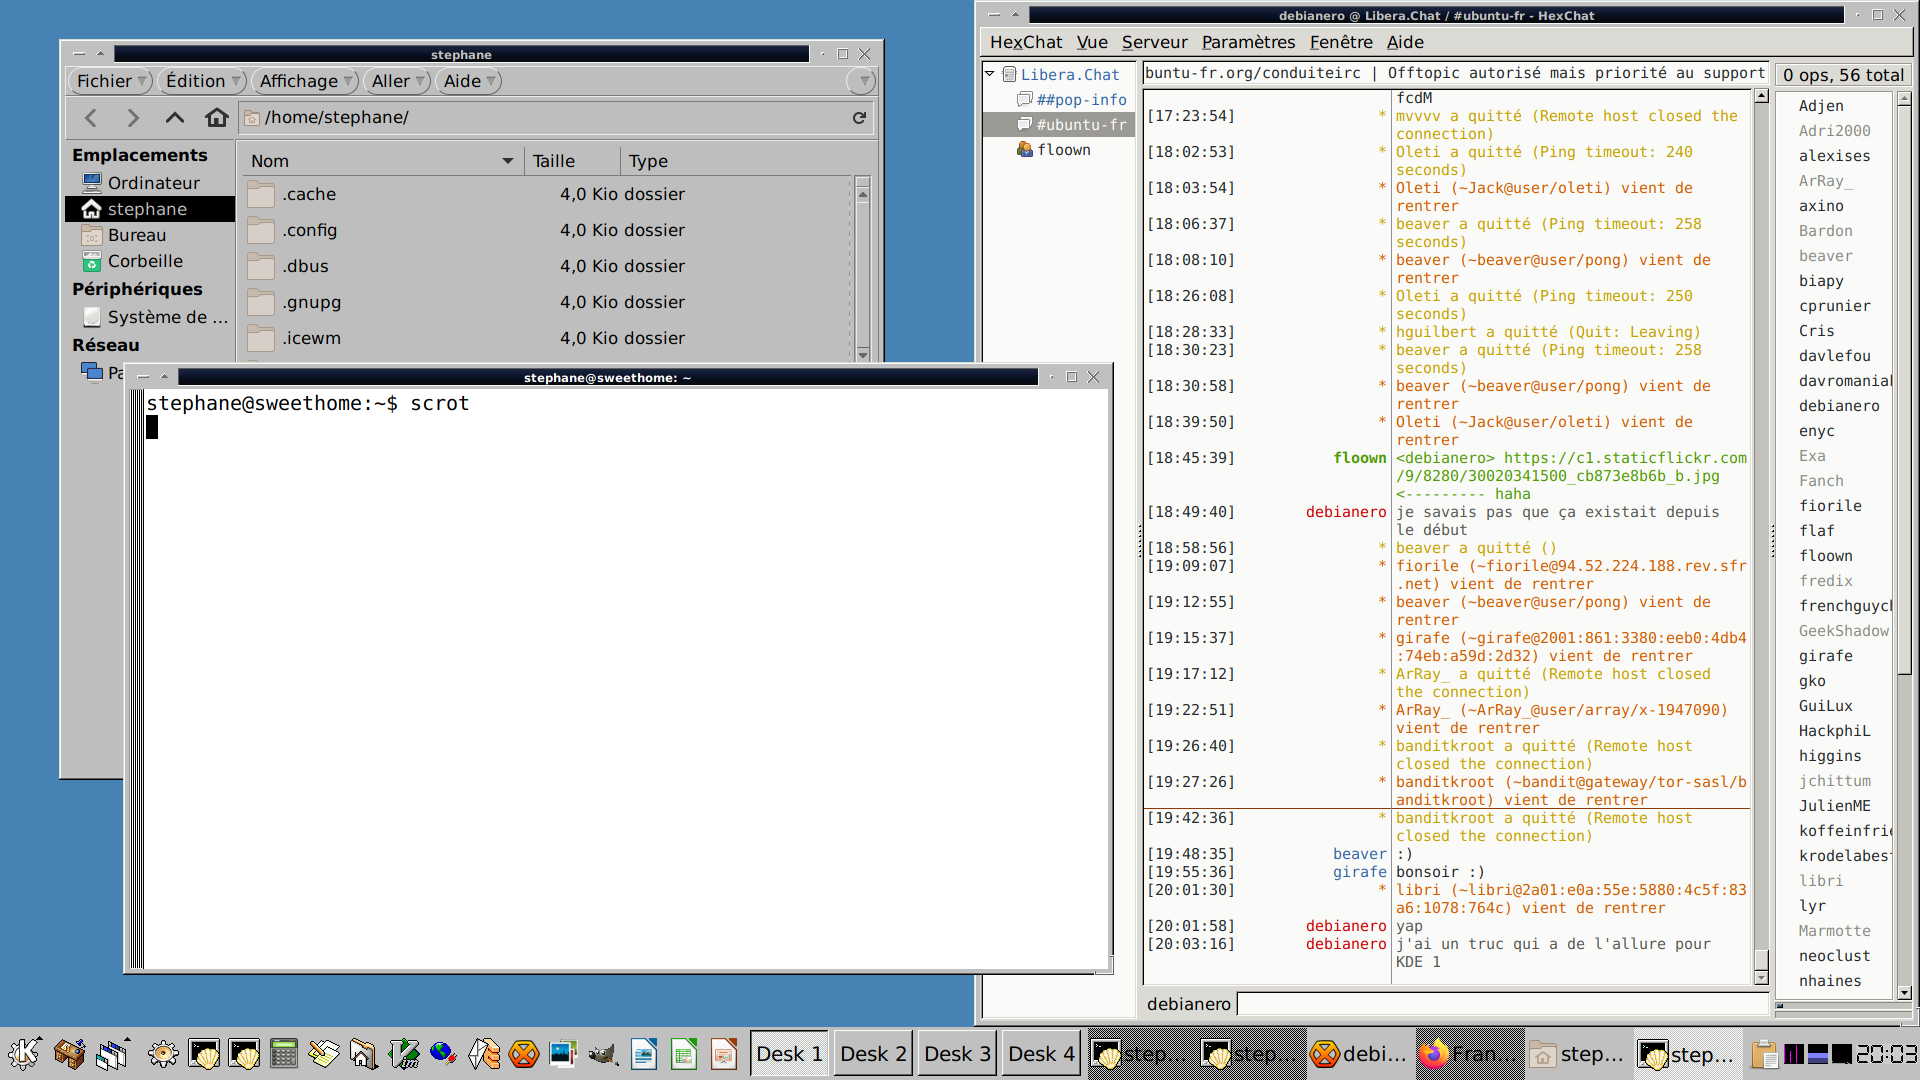 stephane
Fichier Édition Affichage Aller Aide
/home/stephane/
Emplacements
Ordinateur
stephane
Bureau
Corbeille
Périphériques
Système de ...
Réseau
Nom Taille Type
.cache 4,0 Kio dossier
.config 4,0 Kio dossier
.dbus 4,0 Kio dossier
.gnupg 4,0 Kio dossier
.icewm 4,0 Kio dossier
stephane@sweethome: ~
stephane@sweethome:~$ scrot
debianero @ Libera.Chat / #ubuntu-fr - HexChat
HexChat Vue Serveur Paramètres Fenêtre Aide
Libera.Chat
##pop-info
#ubuntu-fr
floown
buntu-fr.org/conduiteirc | Offtopic autorisé mais priorité au support
fcdM
[17:23:54] * mvvvv a quitté (Remote host closed the
connection)
[18:02:53] * Oleti a quitté (Ping timeout: 240
seconds)
[18:03:54] * Oleti (~Jack@user/oleti) vient de
rentrer
[18:06:37] * beaver a quitté (Ping timeout: 258
seconds)
[18:08:10] * beaver (~beaver@user/pong) vient de
rentrer
[18:26:08] * Oleti a quitté (Ping timeout: 250
seconds)
[18:28:33] * hguilbert a quitté (Quit: Leaving)
[18:30:23] * beaver a quitté (Ping timeout: 258
seconds)
[18:30:58] * beaver (~beaver@user/pong) vient de
rentrer
[18:39:50] * Oleti (~Jack@user/oleti) vient de
rentrer
[18:45:39] floown <debianero> https://c1.staticflickr.com
/9/8280/30020341500_cb873e8b6b_b.jpg
<--------- haha
[18:49:40] debianero je savais pas que ça existait depuis
le début
[18:58:56] * beaver a quitté ()
[19:09:07] * fiorile (~fiorile@94.52.224.188.rev.sfr
.net) vient de rentrer
[19:12:55] * beaver (~beaver@user/pong) vient de
rentrer
[19:15:37] * girafe (~girafe@2001:861:3380:eeb0:4db4
:74eb:a59d:2d32) vient de rentrer
[19:17:12] * ArRay_ a quitté (Remote host closed
the connection)
[19:22:51] * ArRay_ (~ArRay_@user/array/x-1947090)
vient de rentrer
[19:26:40] * banditkroot a quitté (Remote host
closed the connection)
[19:27:26] * banditkroot (~bandit@gateway/tor-sasl/b
anditkroot) vient de rentrer
[19:42:36] * banditkroot a quitté (Remote host
closed the connection)
[19:48:35] beaver :)
[19:55:36] girafe bonsoir :)
[20:01:30] * libri (~libri@2a01:e0a:55e:5880:4c5f:83
a6:1078:764c) vient de rentrer
[20:01:58] debianero yap
[20:03:16] debianero j'ai un truc qui a de l'allure pour
KDE 1
debianero
0 ops, 56 total
Adjen
Adri2000
alexises
ArRay_
axino
Bardon
beaver
biapy
cprunier
Cris
davlefou
davromania
debianero
enyc
Exa
Fanch
fiorile
flaf
floown
fredix
frenchguyc
GeekShadow
girafe
gko
GuiLux
HackphiL
higgins
jchittum
JulienME
koffeinfri
krodelabes
libri
lyr
Marmotte
neoclust
nhaines
Desk 1 Desk 2 Desk 3 Desk 4 step... step... debi... Fran... step... step... 20:03